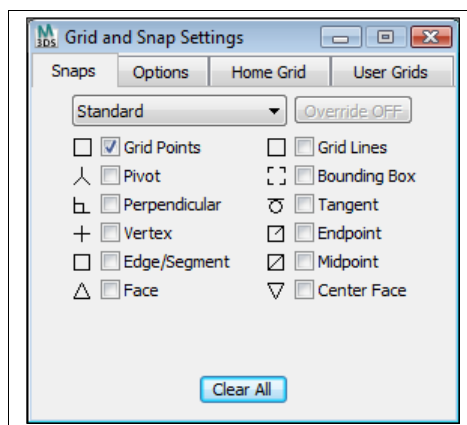 M
3DS
Grid and Snap Settings
Snaps Options Home Grid User Grids
Standard Override OFF
Grid Points Grid Lines
Pivot Bounding Box
Perpendicular Tangent
Vertex Endpoint
Edge/Segment Midpoint
Face Center Face
Clear All